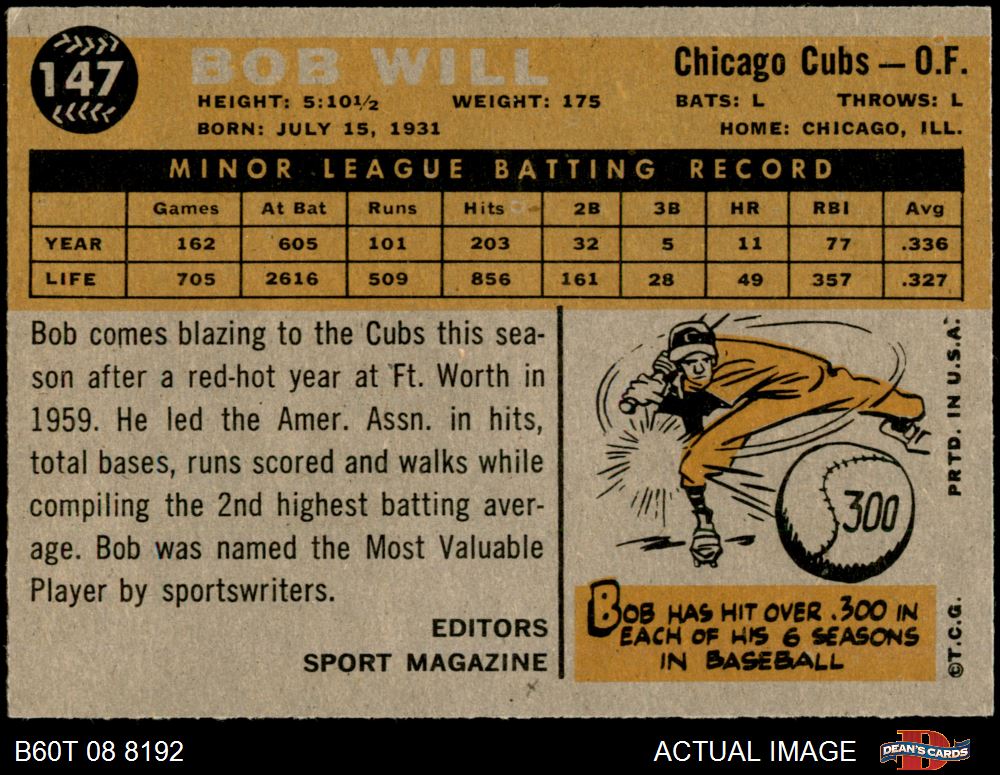 147
BOB WILL
Chicago Cubs — O.F.
HEIGHT: 5:10½ WEIGHT: 175 BATS: L THROWS: L
BORN: JULY 15, 1931 HOME: CHICAGO, ILL.
MINOR LEAGUE BATTING RECORD
Games At Bat Runs Hits 2B 3B HR RBI Avg
YEAR 162 605 101 203 32 5 11 77 .336
LIFE 705 2616 509 856 161 28 49 357 .327
Bob comes blazing to the Cubs this sea-
son after a red-hot year at Ft. Worth in
1959. He led the Amer. Assn. in hits,
total bases, runs scored and walks while
compiling the 2nd highest batting aver-
age. Bob was named the Most Valuable
Player by sportswriters.
EDITORS
SPORT MAGAZINE
300
BOB HAS HIT OVER .300 IN
EACH OF HIS 6 SEASONS
IN BASEBALL
PRTD. IN U.S.A.
©T.C.G.
B60T 08 8192
ACTUAL IMAGE
D
DEAN'S CARDS